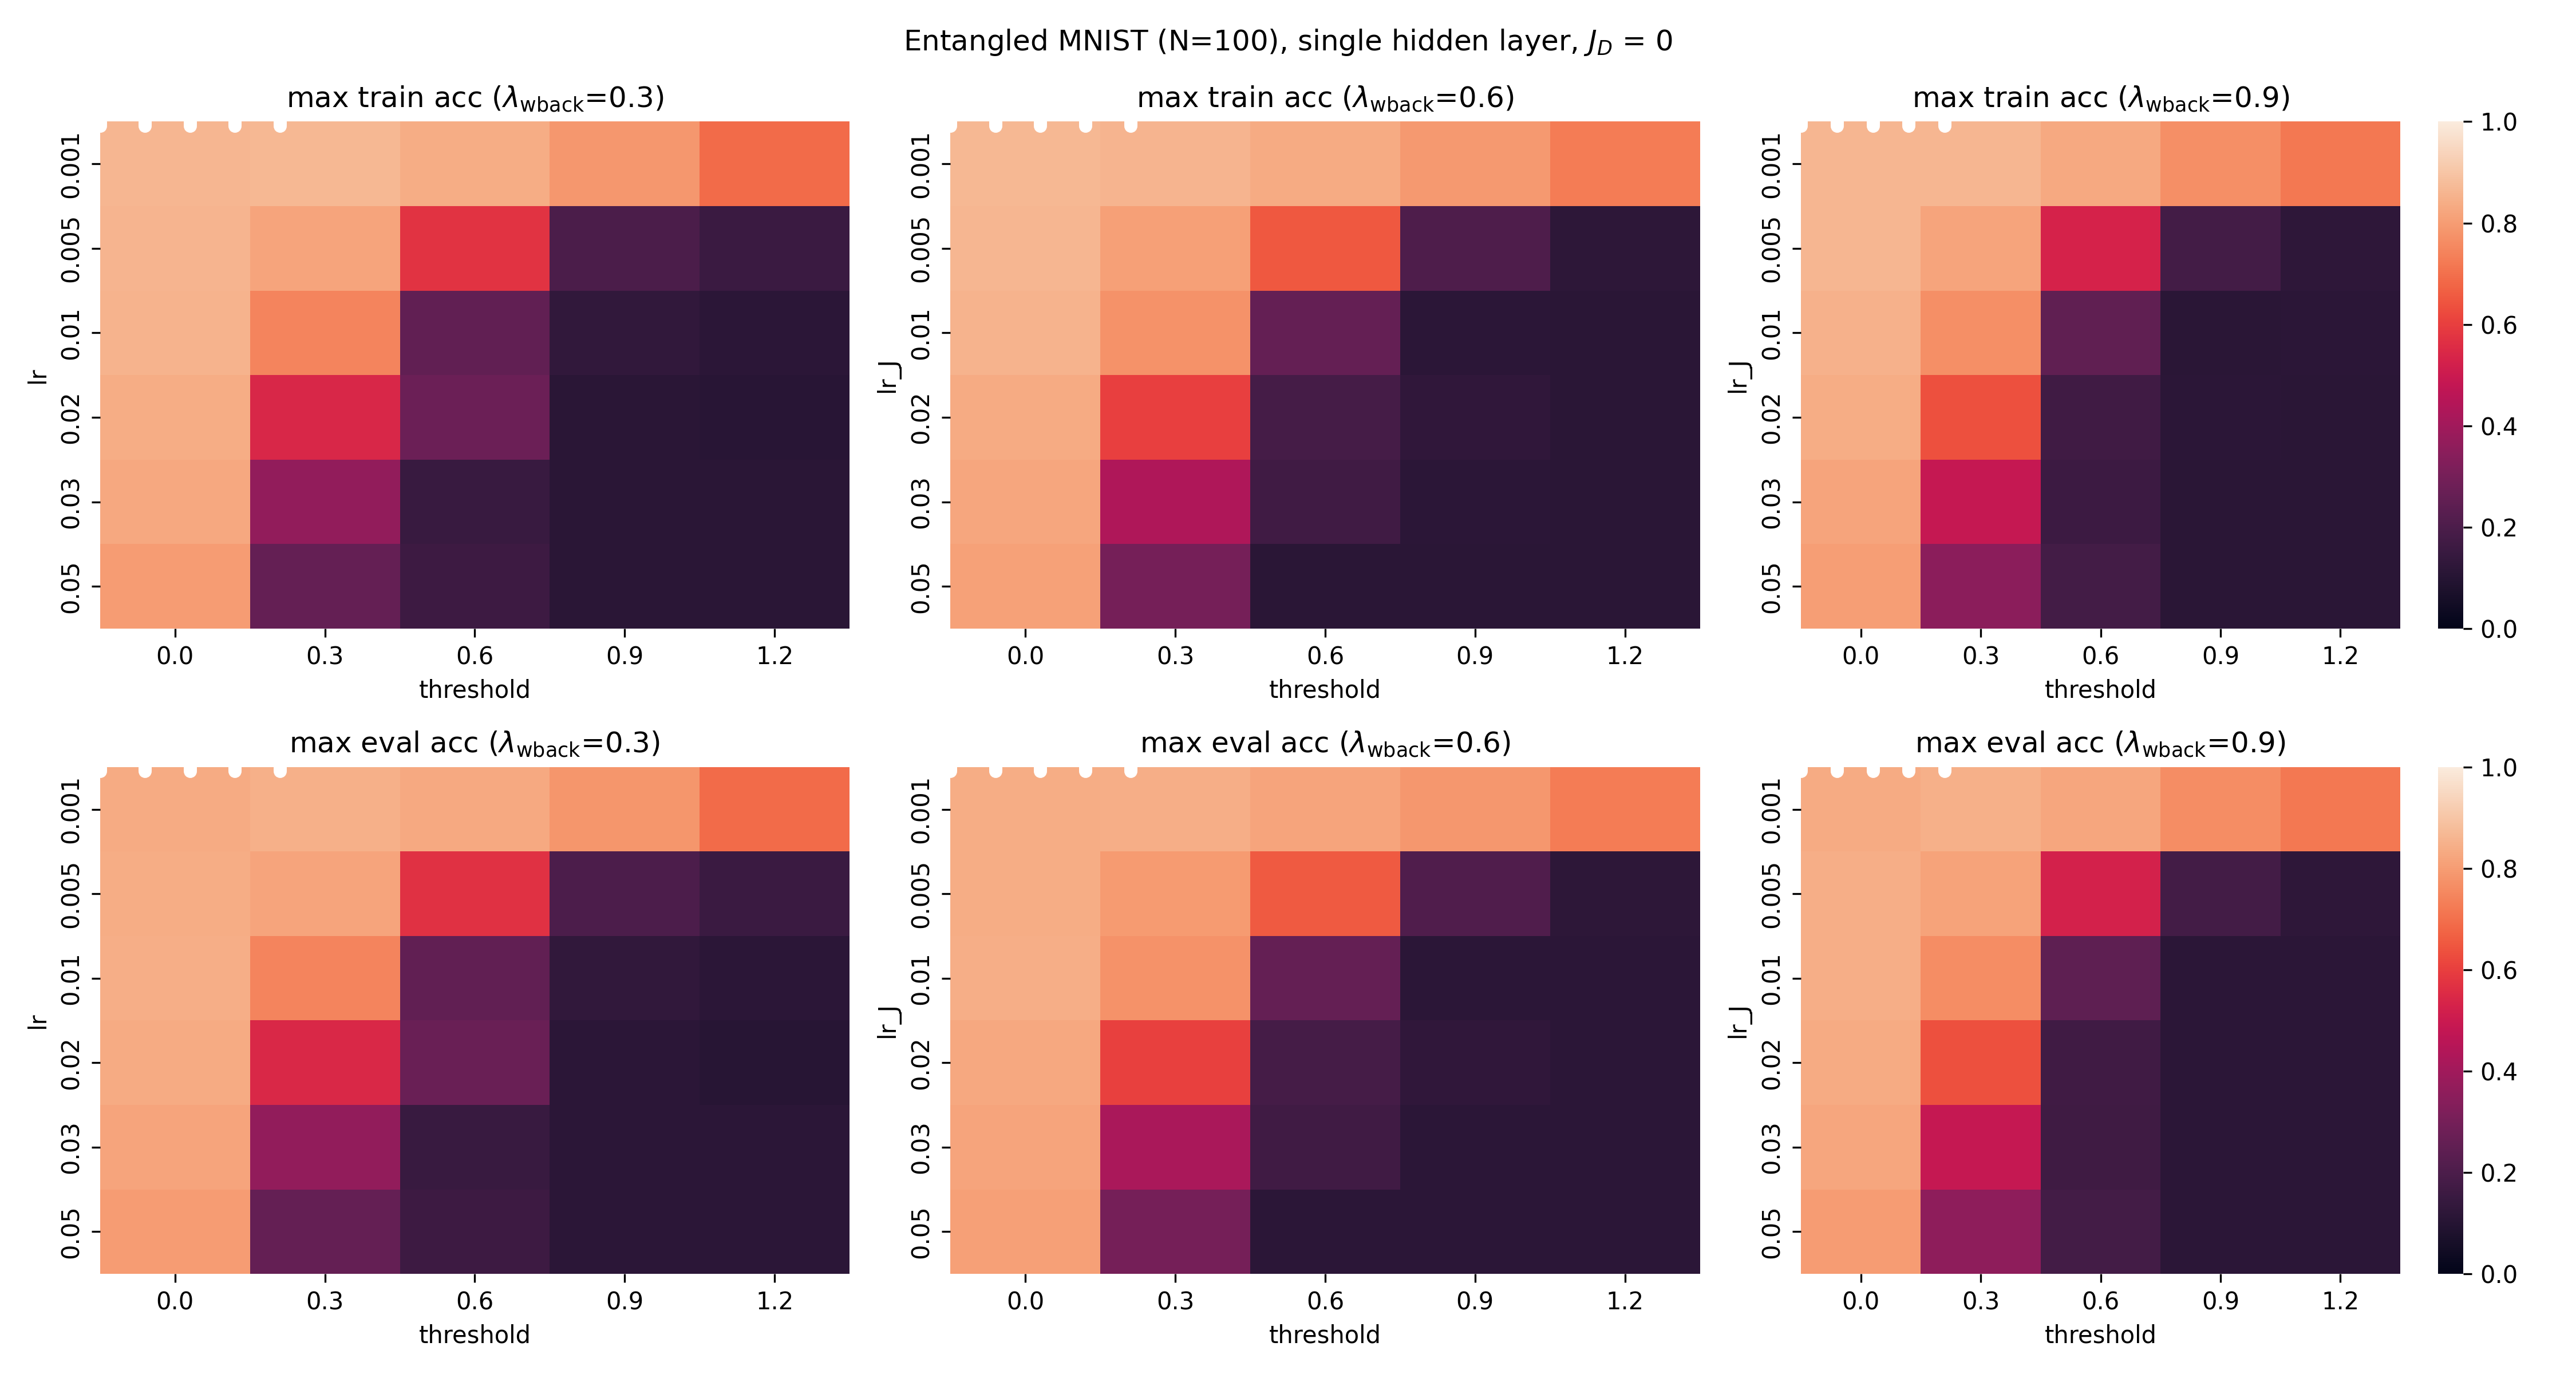 Entangled MNIST (N=100), single hidden layer, J_D = 0
max train acc (λ_wback=0.3)
lr
0.001
0.005
0.01
0.02
0.03
0.05
0.0 0.3 0.6 0.9 1.2
threshold
max train acc (λ_wback=0.6)
lr_J
0.001
0.005
0.01
0.02
0.03
0.05
0.0 0.3 0.6 0.9 1.2
threshold
max train acc (λ_wback=0.9)
lr_J
0.001
0.005
0.01
0.02
0.03
0.05
0.0 0.3 0.6 0.9 1.2
threshold
1.0
0.8
0.6
0.4
0.2
0.0
max eval acc (λ_wback=0.3)
lr
0.001
0.005
0.01
0.02
0.03
0.05
0.0 0.3 0.6 0.9 1.2
threshold
max eval acc (λ_wback=0.6)
lr_J
0.001
0.005
0.01
0.02
0.03
0.05
0.0 0.3 0.6 0.9 1.2
threshold
max eval acc (λ_wback=0.9)
lr_J
0.001
0.005
0.01
0.02
0.03
0.05
0.0 0.3 0.6 0.9 1.2
threshold
1.0
0.8
0.6
0.4
0.2
0.0